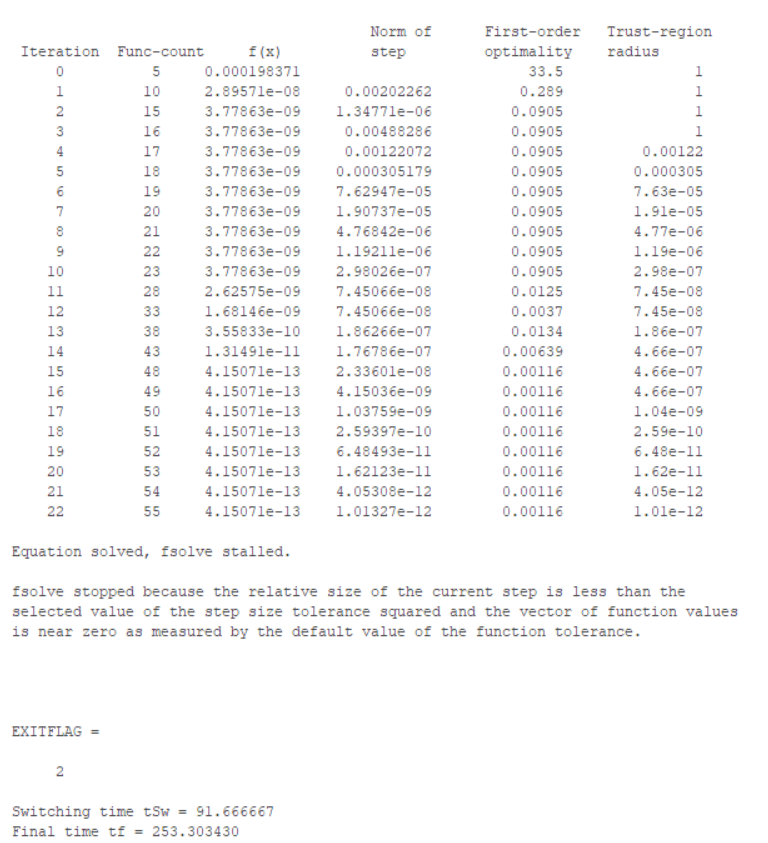 Norm of First-order Trust-region
Iteration Func-count f(x) step optimality radius
0 5 0.000198371 33.5 1
1 10 2.89571e-08 0.00202262 0.289 1
2 15 3.77863e-09 1.34771e-06 0.0905 1
3 16 3.77863e-09 0.00488286 0.0905 1
4 17 3.77863e-09 0.00122072 0.0905 0.00122
5 18 3.77863e-09 0.000305179 0.0905 0.000305
6 19 3.77863e-09 7.62947e-05 0.0905 7.63e-05
7 20 3.77863e-09 1.90737e-05 0.0905 1.91e-05
8 21 3.77863e-09 4.76842e-06 0.0905 4.77e-06
9 22 3.77863e-09 1.19211e-06 0.0905 1.19e-06
10 23 3.77863e-09 2.98026e-07 0.0905 2.98e-07
11 28 2.62575e-09 7.45066e-08 0.0125 7.45e-08
12 33 1.68146e-09 7.45066e-08 0.0037 7.45e-08
13 38 3.55833e-10 1.86266e-07 0.0134 1.86e-07
14 43 1.31491e-11 1.76786e-07 0.00639 4.66e-07
15 48 4.15071e-13 2.33601e-08 0.00116 4.66e-07
16 49 4.15071e-13 4.15036e-09 0.00116 4.66e-07
17 50 4.15071e-13 1.03759e-09 0.00116 1.04e-09
18 51 4.15071e-13 2.59397e-10 0.00116 2.59e-10
19 52 4.15071e-13 6.48493e-11 0.00116 6.48e-11
20 53 4.15071e-13 1.62123e-11 0.00116 1.62e-11
21 54 4.15071e-13 4.05308e-12 0.00116 4.05e-12
22 55 4.15071e-13 1.01327e-12 0.00116 1.01e-12
Equation solved, fsolve stalled.
fsolve stopped because the relative size of the current step is less than the
selected value of the step size tolerance squared and the vector of function values
is near zero as measured by the default value of the function tolerance.
EXITFLAG =
2
Switching time tSw = 91.666667
Final time tf = 253.303430